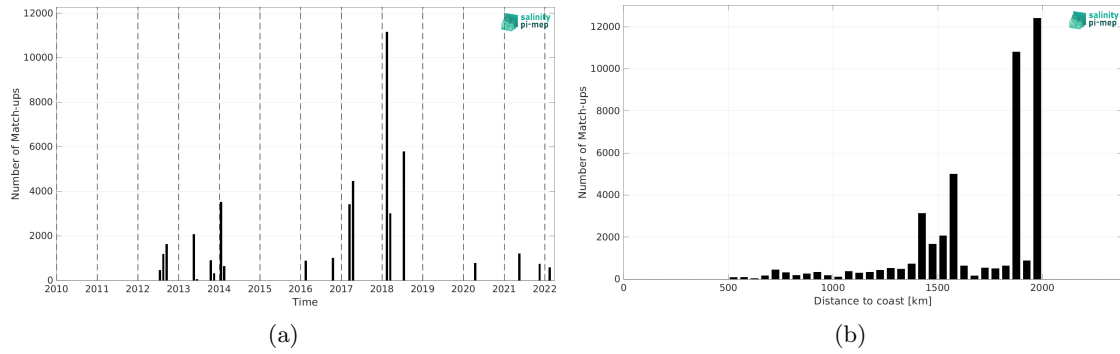 12000
10000
8000
6000
4000
2000
0
Number of Match-ups
2010 2011 2012 2013 2014 2015 2016 2017 2018 2019 2020 2021 2022
Time
salinity
pi-mep
(a)
12000
10000
8000
6000
4000
2000
0
Number of Match-ups
0 500 1000 1500 2000
Distance to coast [km]
salinity
pi-mep
(b)